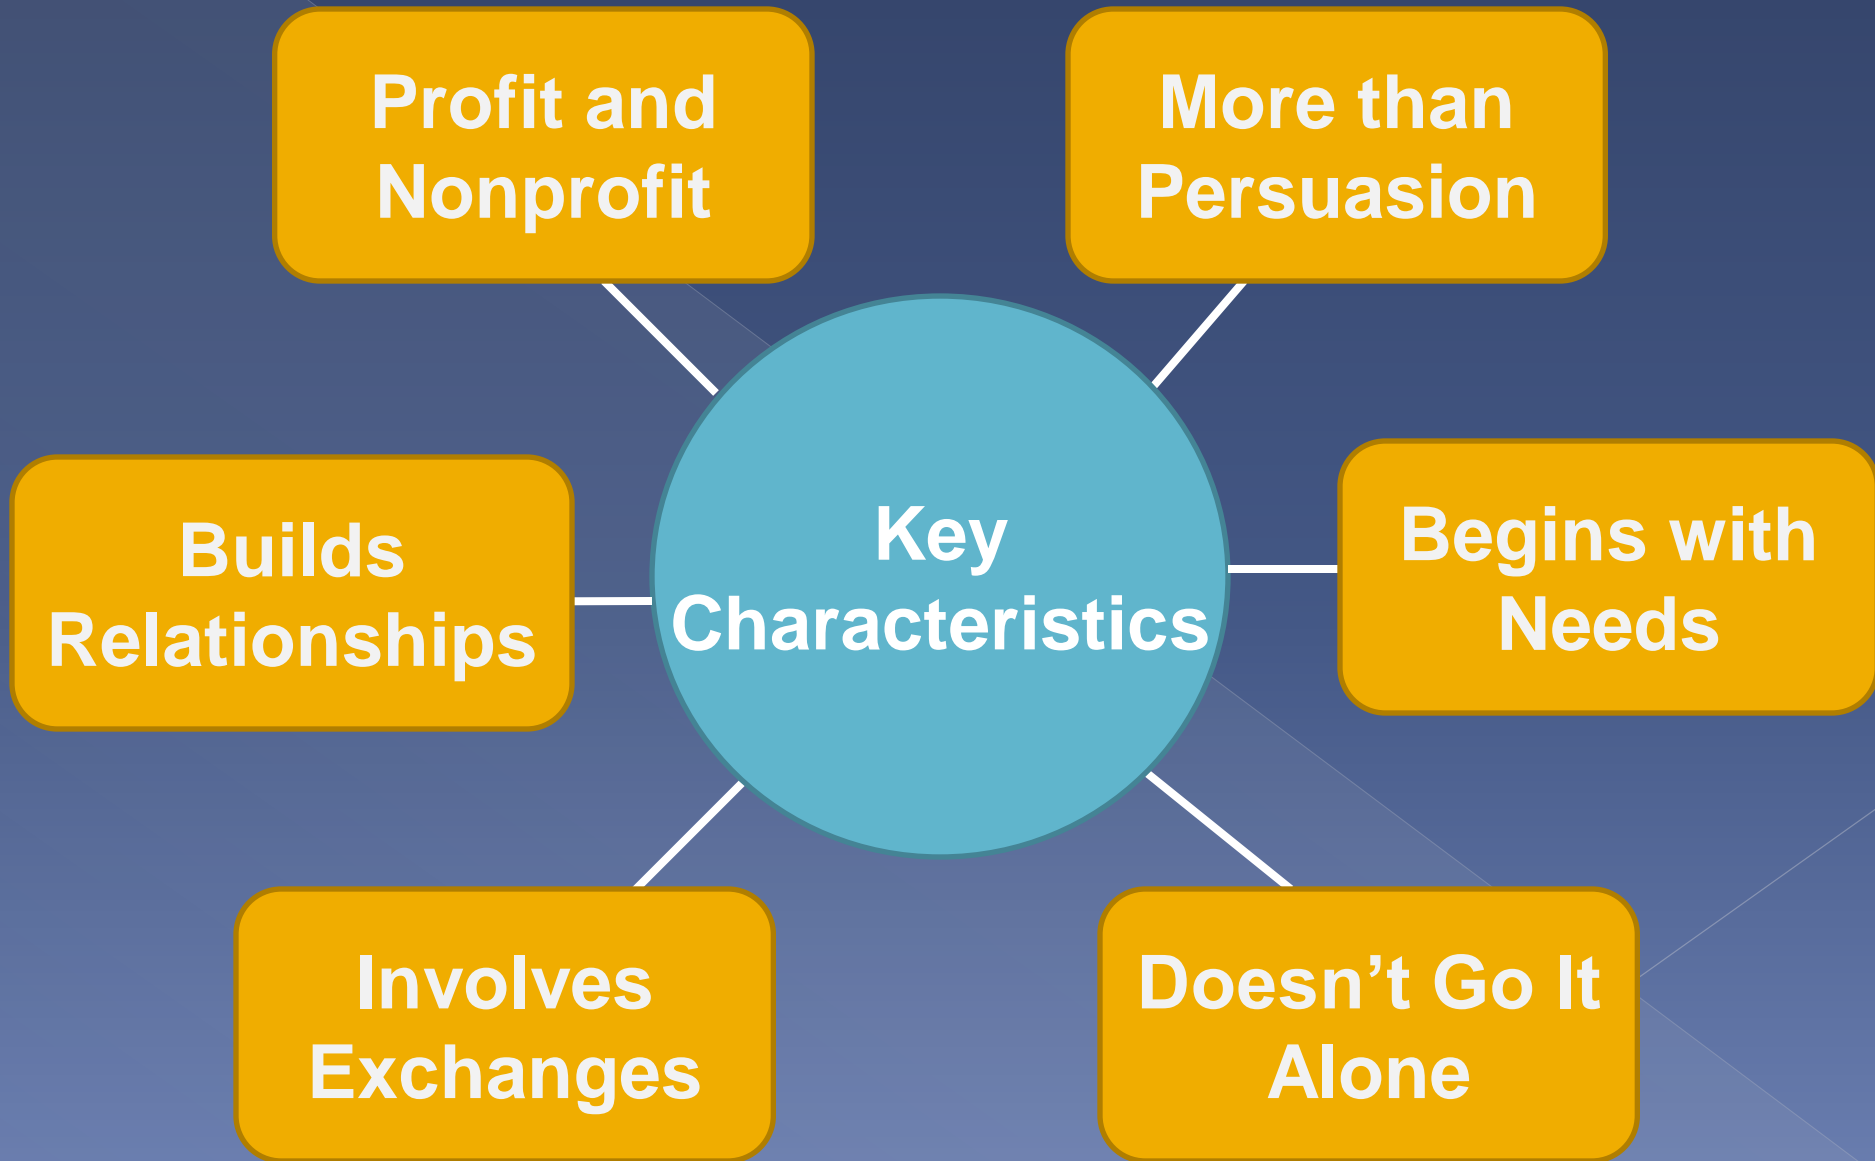 Profit and
Nonprofit
More than
Persuasion
Builds
Relationships
Key
Characteristics
Begins with
Needs
Involves
Exchanges
Doesn’t Go It
Alone